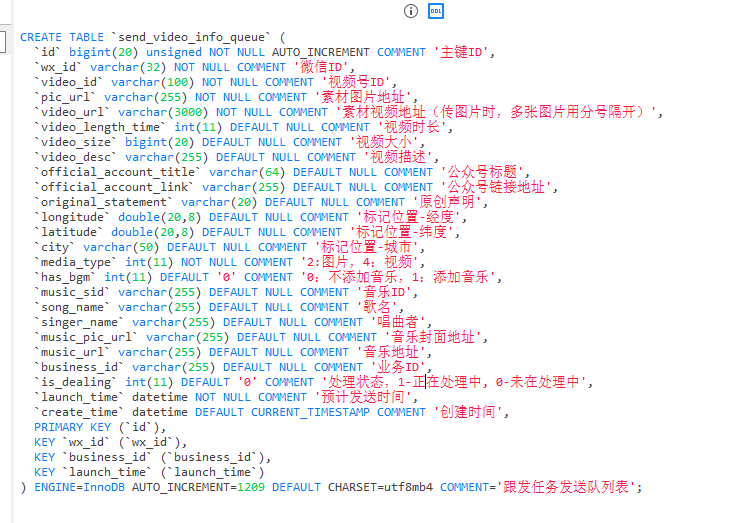 DDL
CREATE TABLE `send_video_info_queue` (
`id` bigint(20) unsigned NOT NULL AUTO_INCREMENT COMMENT '主键ID',
`wx_id` varchar(32) NOT NULL COMMENT '微信ID',
`video_id` varchar(100) NOT NULL COMMENT '视频号ID',
`pic_url` varchar(255) NOT NULL COMMENT '素材图片地址',
`video_url` varchar(3000) NOT NULL COMMENT '素材视频地址（传图片时，多张图片用分号隔开）',
`video_length_time` int(11) DEFAULT NULL COMMENT '视频时长',
`video_size` bigint(20) DEFAULT NULL COMMENT '视频大小',
`video_desc` varchar(255) DEFAULT NULL COMMENT '视频描述',
`official_account_title` varchar(64) DEFAULT NULL COMMENT '公众号标题',
`official_account_link` varchar(255) DEFAULT NULL COMMENT '公众号链接地址',
`original_statement` varchar(20) DEFAULT NULL COMMENT '原创声明',
`longitude` double(20,8) DEFAULT NULL COMMENT '标记位置-经度',
`latitude` double(20,8) DEFAULT NULL COMMENT '标记位置-纬度',
`city` varchar(50) DEFAULT NULL COMMENT '标记位置-城市',
`media_type` int(11) NOT NULL COMMENT '2:图片，4：视频',
`has_bgm` int(11) DEFAULT '0' COMMENT '0：不添加音乐，1：添加音乐',
`music_sid` varchar(255) DEFAULT NULL COMMENT '音乐ID',
`song_name` varchar(255) DEFAULT NULL COMMENT '歌名',
`singer_name` varchar(255) DEFAULT NULL COMMENT '唱曲者',
`music_pic_url` varchar(255) DEFAULT NULL COMMENT '音乐封面地址',
`music_url` varchar(255) DEFAULT NULL COMMENT '音乐地址',
`business_id` varchar(255) DEFAULT NULL COMMENT '业务ID',
`is_dealing` int(11) DEFAULT '0' COMMENT '处理状态，1-正在处理中，0-未在处理中',
`launch_time` datetime NOT NULL COMMENT '预计发送时间',
`create_time` datetime DEFAULT CURRENT_TIMESTAMP COMMENT '创建时间',
PRIMARY KEY (`id`),
KEY `wx_id` (`wx_id`),
KEY `business_id` (`business_id`),
KEY `launch_time` (`launch_time`)
) ENGINE=InnoDB AUTO_INCREMENT=1209 DEFAULT CHARSET=utf8mb4 COMMENT='跟发任务发送队列表';